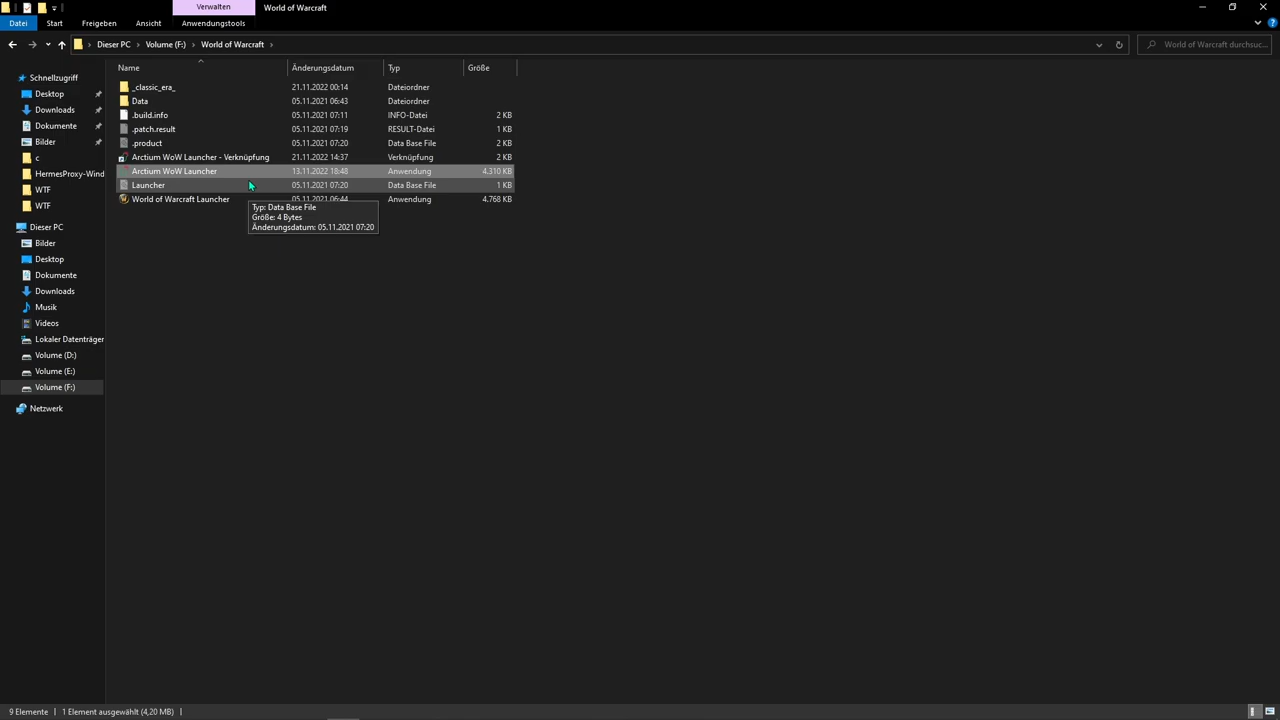 Verwalten
World of Warcraft
Datei Start Freigeben Ansicht Anwendungstools
Dieser PC > Volume (F:) > World of Warcraft >
World of Warcraft durchsuc...
Name Änderungsdatum Typ Größe
_classic_era_ 21.11.2022 00:14 Dateiordner
Data 05.11.2021 06:43 Dateiordner
.build.info 05.11.2021 07:11 INFO-Datei 2 KB
.patch.result 05.11.2021 07:19 RESULT-Datei 1 KB
.product 05.11.2021 07:20 Data Base File 2 KB
Arctium WoW Launcher - Verknüpfung 21.11.2022 14:37 Verknüpfung 2 KB
Arctium WoW Launcher 13.11.2022 18:48 Anwendung 4.310 KB
Launcher 05.11.2021 07:20 Data Base File 1 KB
World of Warcraft Launcher 05.11.2021 06:44 Anwendung 4.768 KB
Typ: Data Base File
Größe: 4 Bytes
Änderungsdatum: 05.11.2021 07:20
Schnellzugriff
Desktop
Downloads
Dokumente
Bilder
c
HermesProxy-Wind
WTF
WTF
Dieser PC
Bilder
Desktop
Dokumente
Downloads
Musik
Videos
Lokaler Datenträger
Volume (D:)
Volume (E:)
Volume (F:)
Netzwerk
9 Elemente 1 Element ausgewählt (4,20 MB)